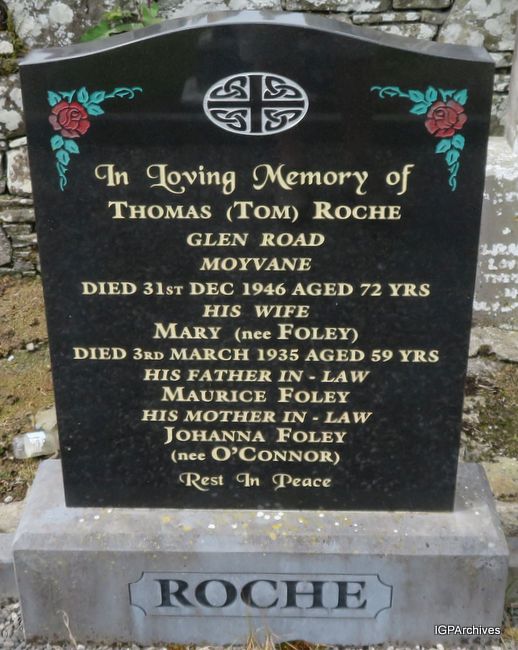 In Loving Memory of
THOMAS (TOM) ROCHE
GLEN ROAD
MOYVANE
DIED 31ST DEC 1946 AGED 72 YRS
HIS WIFE
MARY (nee FOLEY)
DIED 3RD MARCH 1935 AGED 59 YRS
HIS FATHER IN - LAW
MAURICE FOLEY
HIS MOTHER IN - LAW
JOHANNA FOLEY
(nee O'CONNOR)
Rest In Peace
ROCHE
IGPArchives